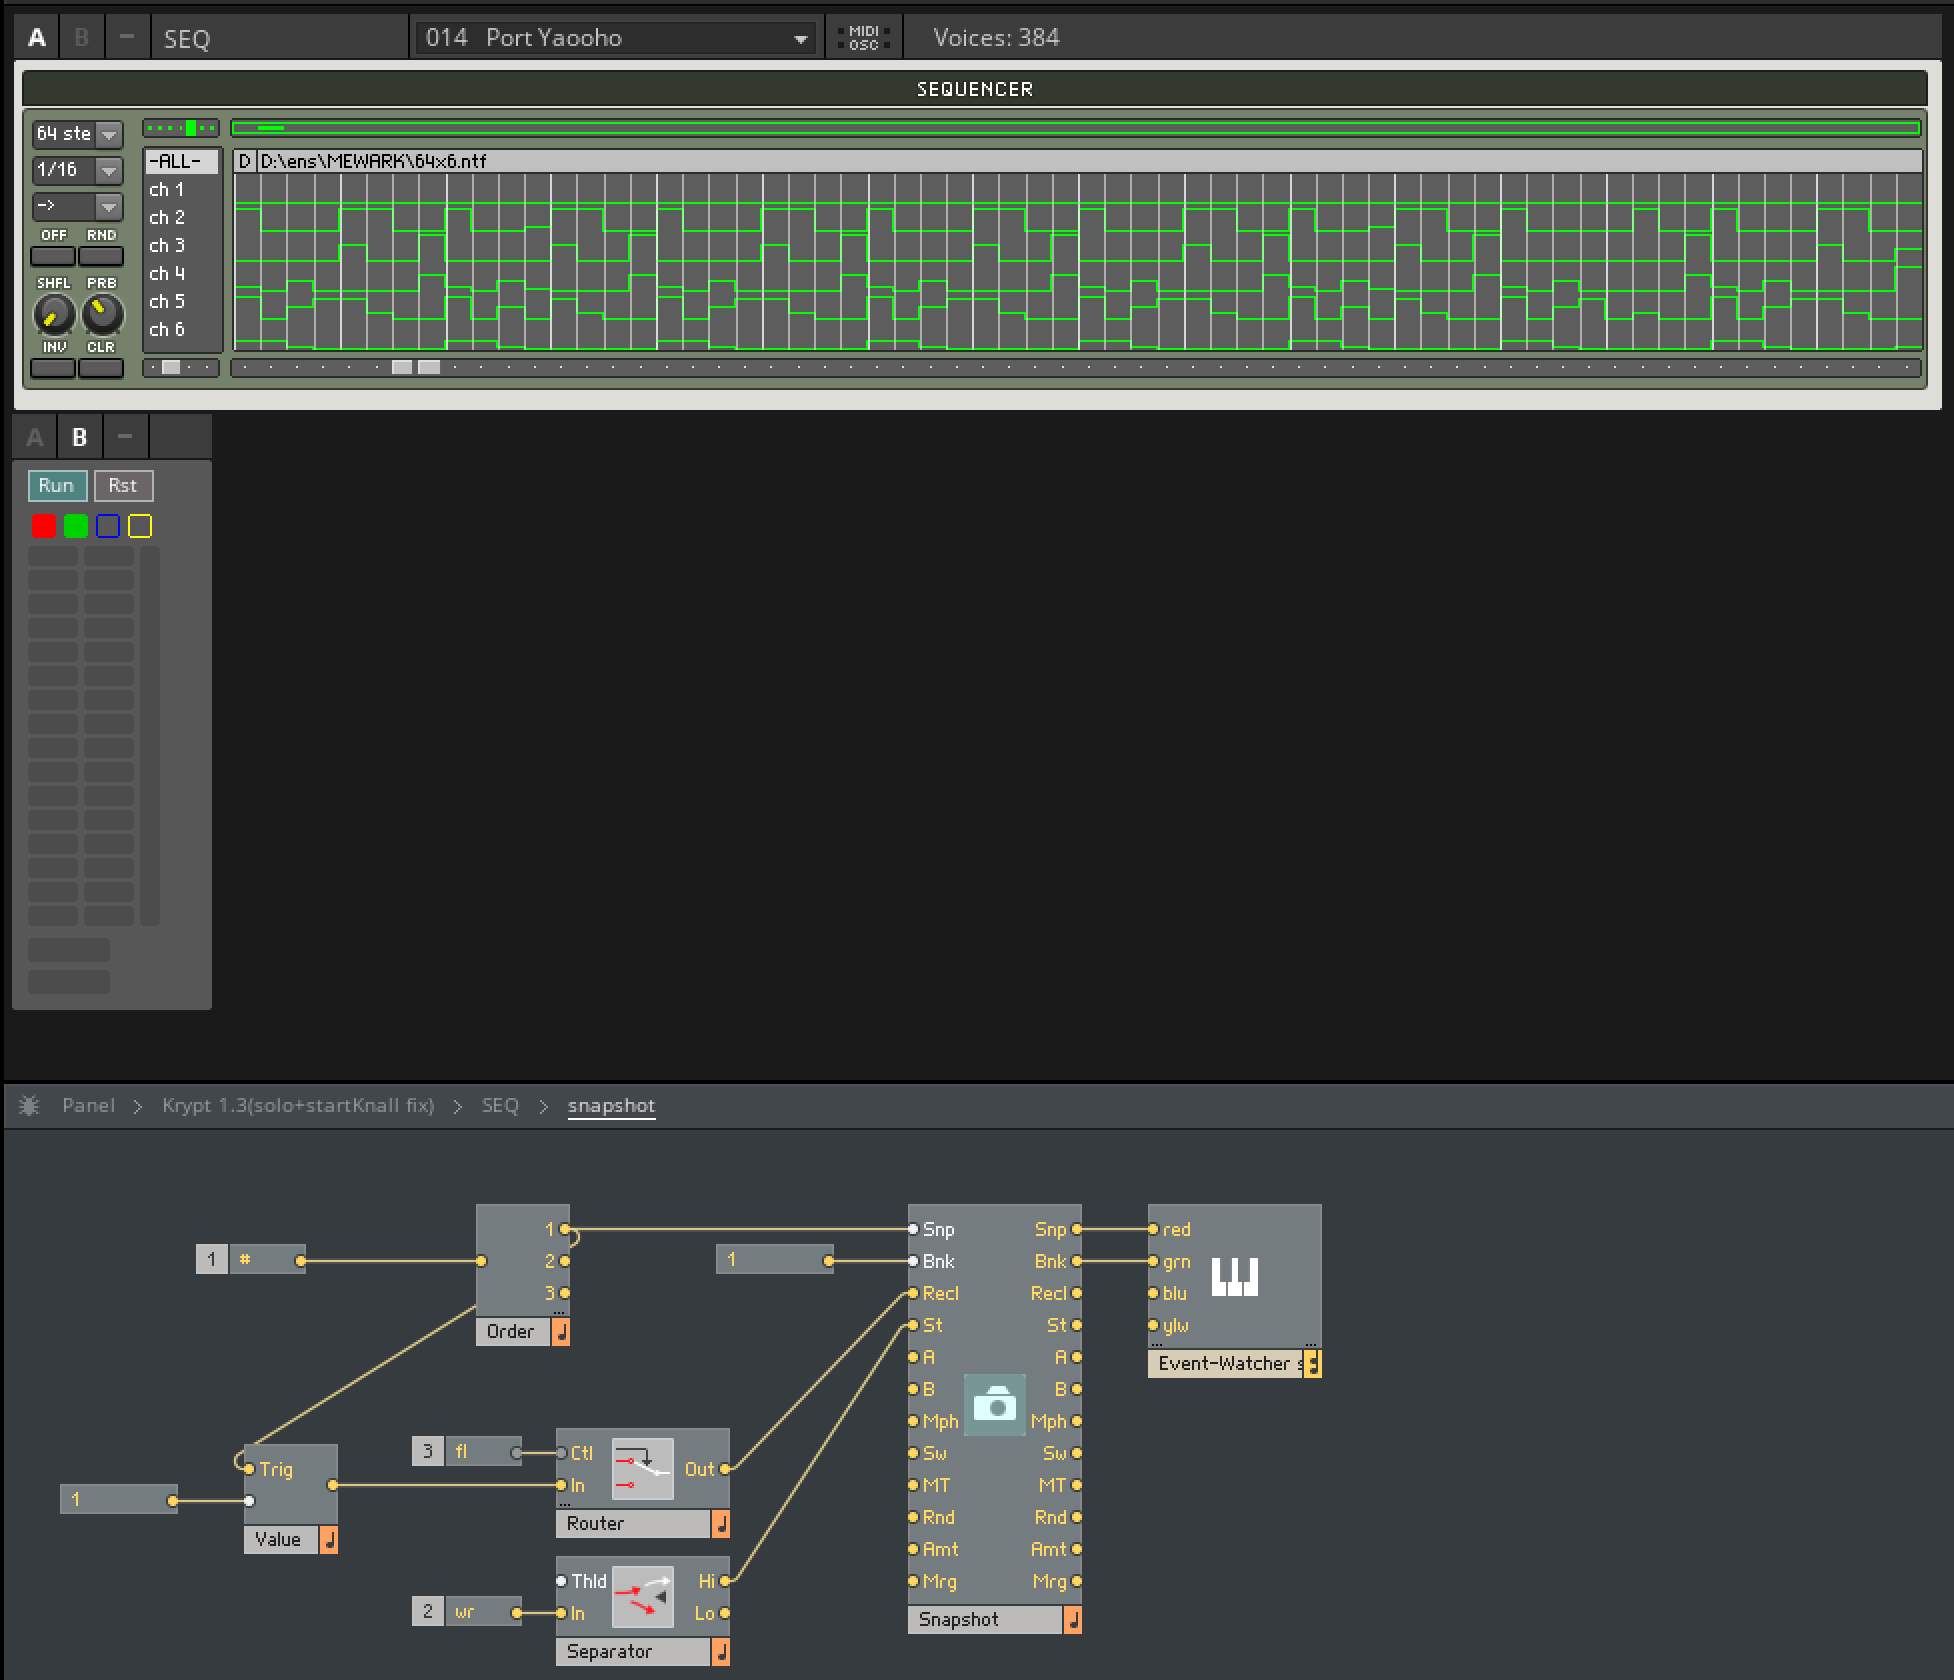 A B – SEQ 014 Port Yaooho MIDI OSC Voices: 384
SEQUENCER
64 ste
1/16
->
OFF RND
SHFL PRB
INV CLR
-ALL-
ch 1
ch 2
ch 3
ch 4
ch 5
ch 6
D D:\ens\MEWARK\64x6.ntf
A B –
Run Rst
Panel > Krypt 1.3(solo+startKnall fix) > SEQ > snapshot
1 #
1
2
3
...
Order
1
Trig
Value
1
3 fl
Ctl
In
Out
...
Router
2 wr
Thld
In
Hi
Lo
Separator
Snp Snp
Bnk Bnk
Recl Recl
St St
A A
B B
Mph Mph
Sw Sw
MT MT
Rnd Rnd
Amt Amt
Mrg Mrg
Snapshot
red
grn
blu
ylw
... ...
Event-Watcher